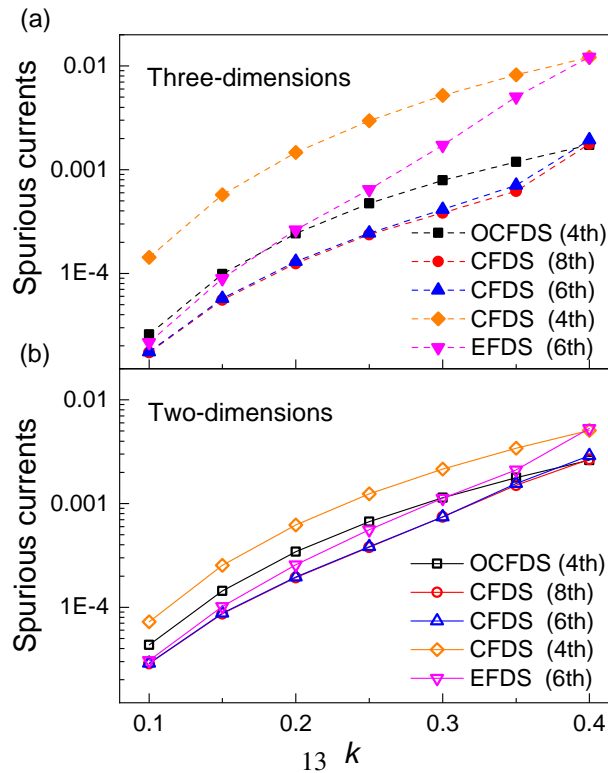 (a)
0.01
Three-dimensions
0.001
1E-4
Spurious currents
OCFDS (4th)
CFDS (8th)
CFDS (6th)
CFDS (4th)
EFDS (6th)
(b)
0.01
Two-dimensions
0.001
1E-4
Spurious currents
OCFDS (4th)
CFDS (8th)
CFDS (6th)
CFDS (4th)
EFDS (6th)
0.1 0.2 0.3 0.4
13 k